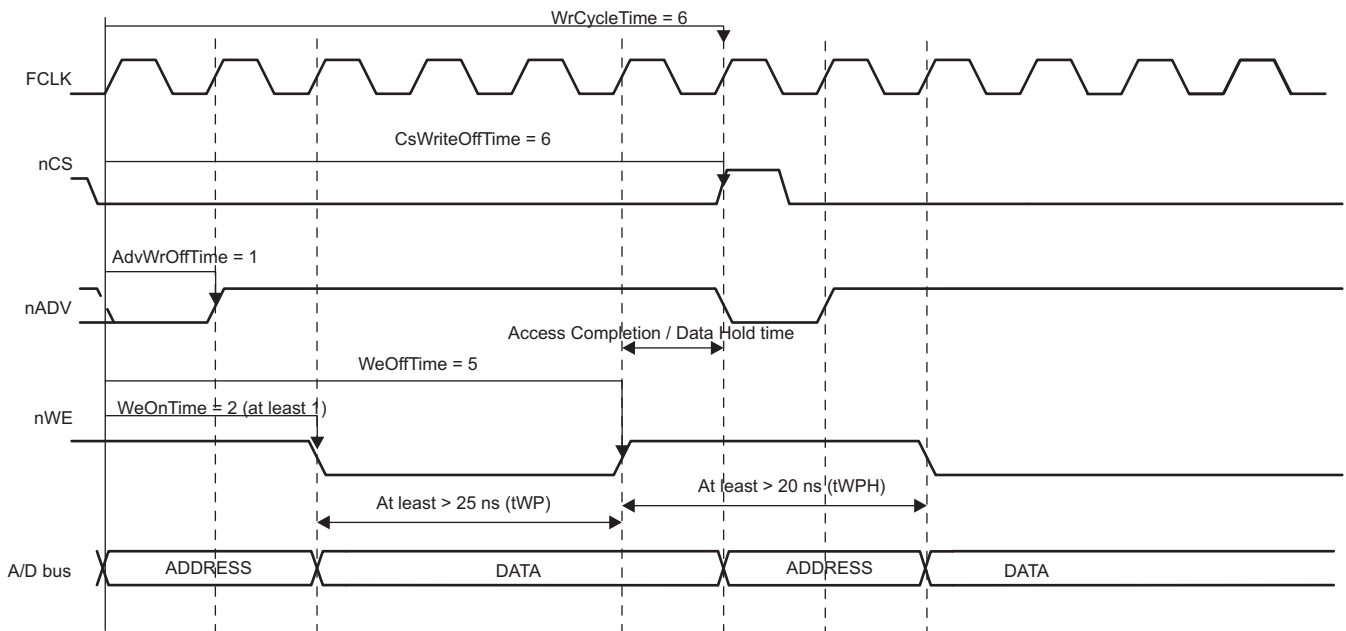 WrCycleTime = 6
FCLK
CsWriteOffTime = 6
nCS
AdvWrOffTime = 1
nADV
Access Completion / Data Hold time
WeOffTime = 5
WeOnTime = 2 (at least 1)
nWE
At least > 25 ns (tWP)
At least > 20 ns (tWPH)
A/D bus
ADDRESS
DATA
ADDRESS
DATA